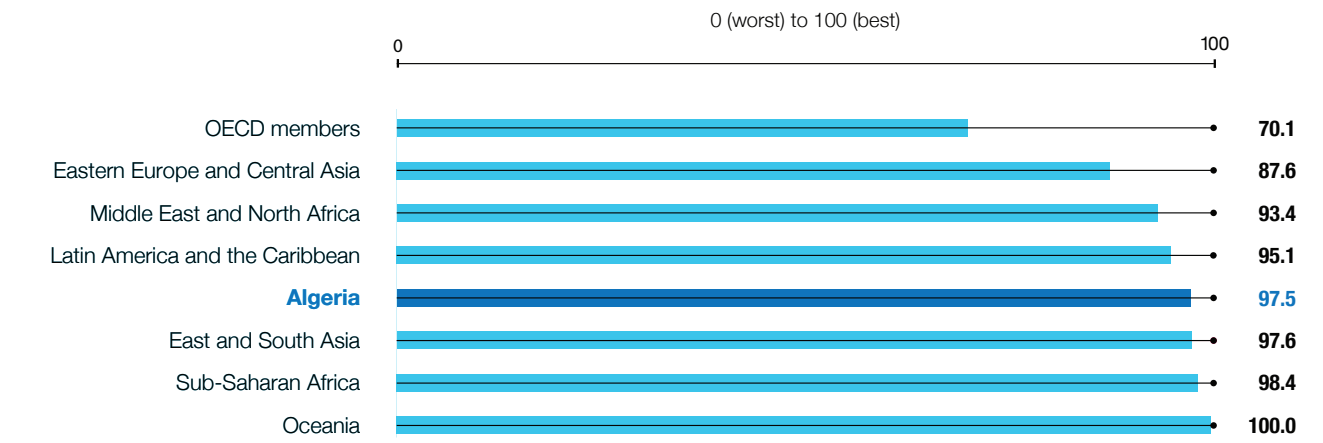 0 (worst) to 100 (best)
0 100
OECD members 70.1
Eastern Europe and Central Asia 87.6
Middle East and North Africa 93.4
Latin America and the Caribbean 95.1
Algeria 97.5
East and South Asia 97.6
Sub-Saharan Africa 98.4
Oceania 100.0